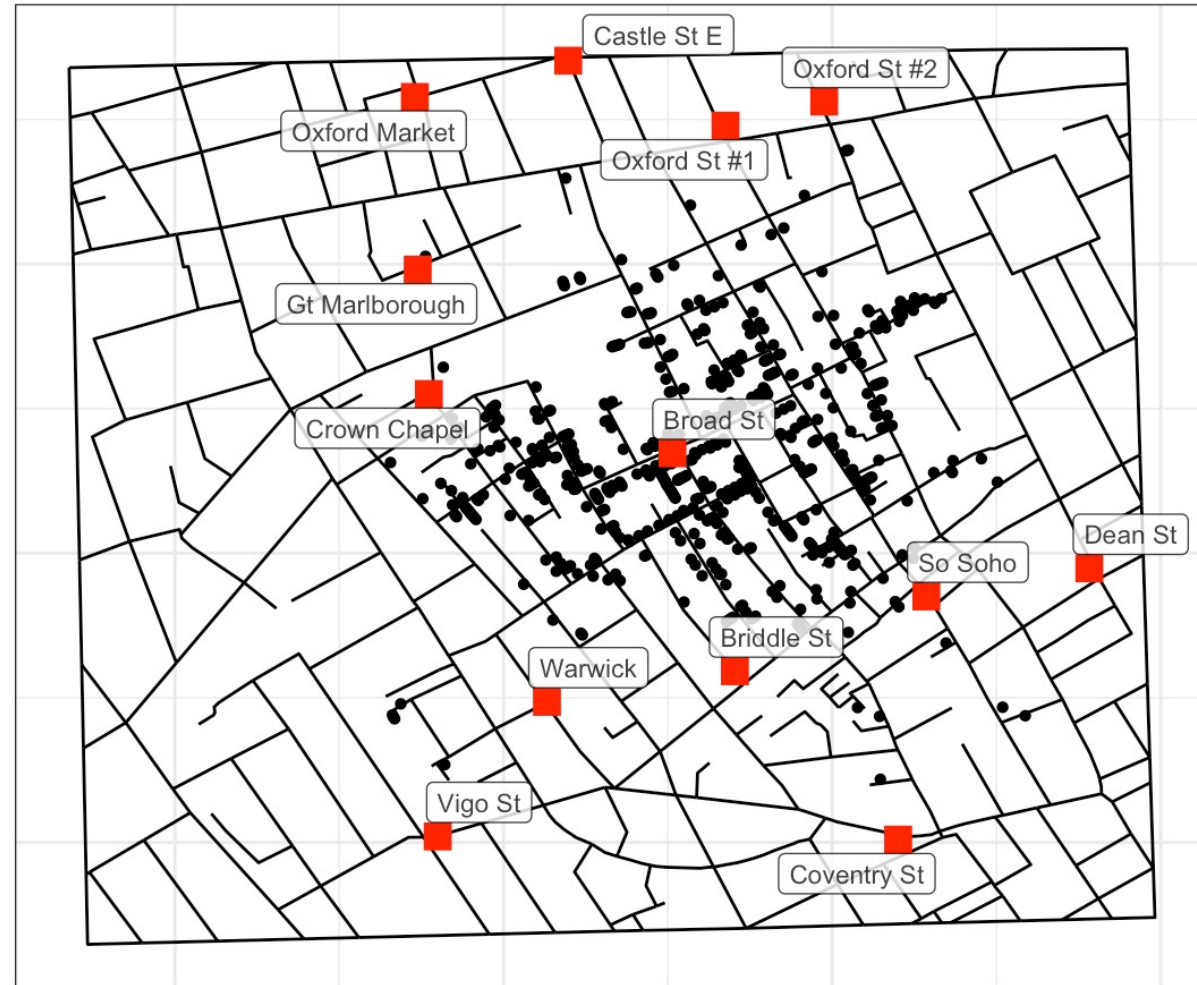 Castle St E
Oxford St #2
Oxford Market
Oxford St #1
Gt Marlborough
Crown Chapel
Broad St
Dean St
So Soho
Briddle St
Warwick
Vigo St
Coventry St